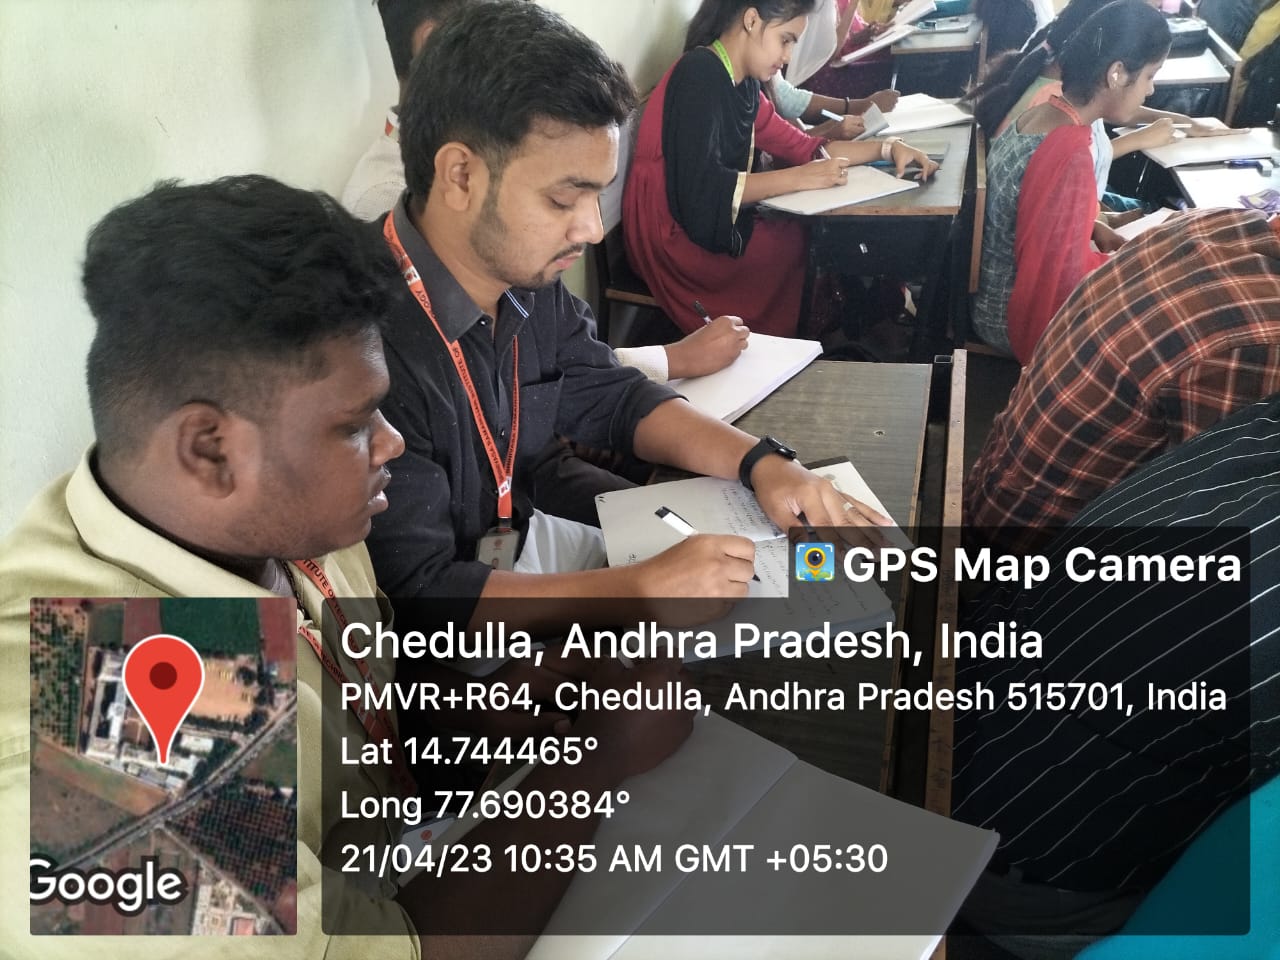 GPS Map Camera
Chedulla, Andhra Pradesh, India
PMVR+R64, Chedulla, Andhra Pradesh 515701, India
Lat 14.744465°
Long 77.690384°
21/04/23 10:35 AM GMT +05:30
Google